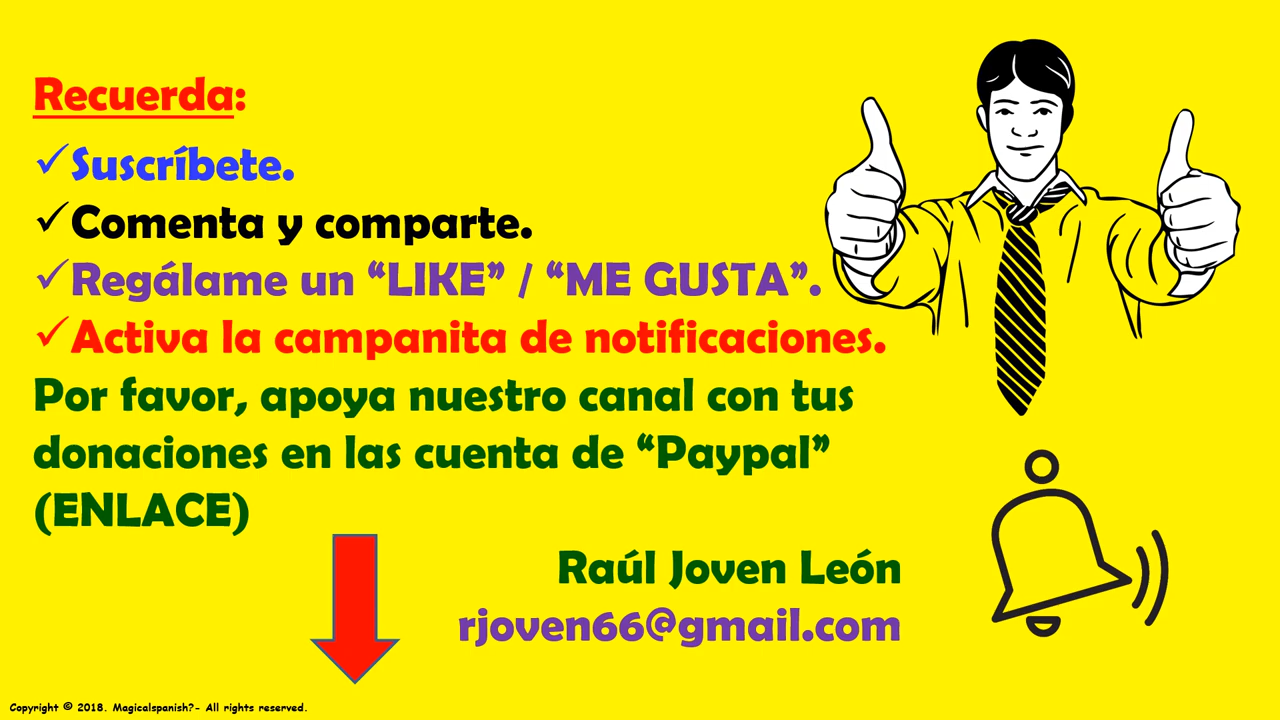 Recuerda:
✓Suscríbete.
✓Comenta y comparte.
✓Regálame un “LIKE” / “ME GUSTA”.
✓Activa la campanita de notificaciones.
Por favor, apoya nuestro canal con tus
donaciones en las cuenta de “Paypal”
(ENLACE)
Raúl Joven León
rjoven66@gmail.com
Copyright © 2018. Magicalspanish?- All rights reserved.